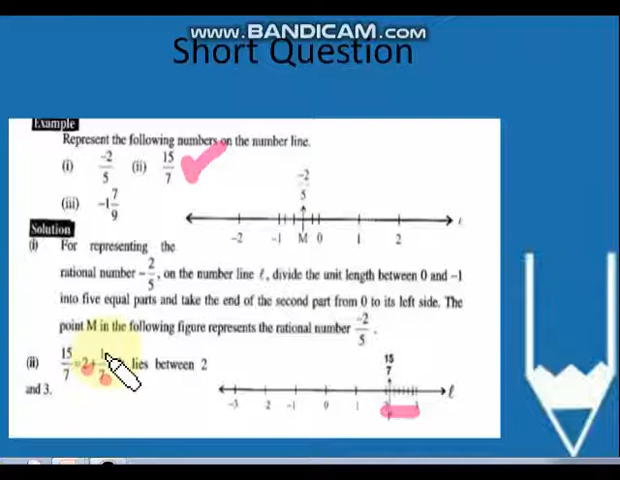 www.BANDICAM.com
Short Question
Example
Represent the following numbers on the number line.
(i) -2/5 (ii) 15/7
(iii) -1 7/9
-2/5
-2 -1 M 0 1 2
Solution
(i) For representing the
rational number -2/5, on the number line ℓ, divide the unit length between 0 and -1
into five equal parts and take the end of the second part from 0 to its left side. The
point M in the following figure represents the rational number -2/5.
(ii) 15/7 = 2+ lies between 2
and 3.
15/7
-3 -2 -1 0 1 ℓ